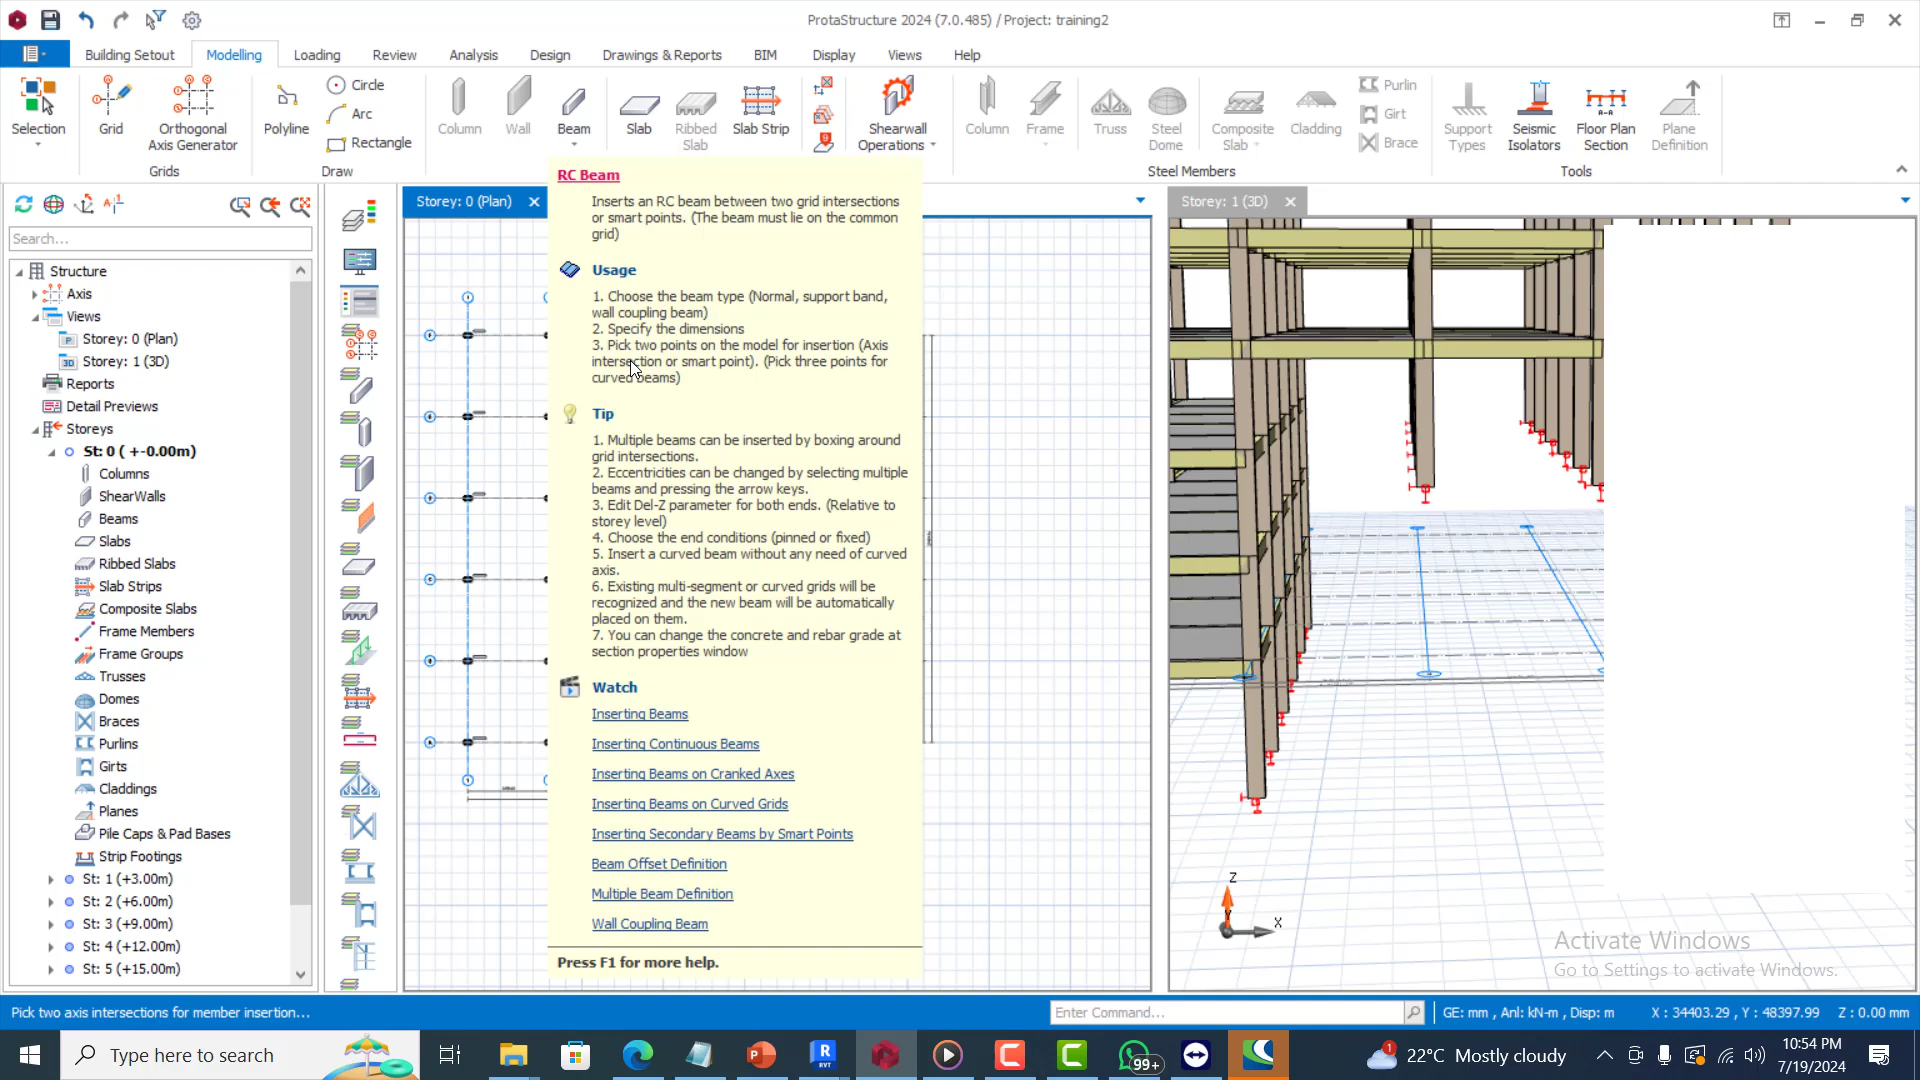 ProtaStructure 2024 (7.0.485) / Project: training2
Building Setout
Modelling
Loading
Review
Analysis
Design
Drawings & Reports
BIM
Display
Views
Help
Selection
Grid
Orthogonal
Axis Generator
Grids
Polyline
Circle
Arc
Rectangle
Draw
Column
Wall
Beam
Slab
Ribbed
Slab
Slab Strip
Shearwall
Operations
Column
Frame
Truss
Steel
Dome
Composite
Slab
Cladding
Purlin
Girt
Brace
Steel Members
Support
Types
Seismic
Isolators
Floor Plan
Section
Plane
Definition
Tools
Search...
Structure
Axis
Views
Storey: 0 (Plan)
Storey: 1 (3D)
Reports
Detail Previews
Storeys
St: 0 ( +-0.00m)
Columns
ShearWalls
Beams
Slabs
Ribbed Slabs
Slab Strips
Composite Slabs
Frame Members
Frame Groups
Trusses
Domes
Braces
Purlins
Girts
Claddings
Planes
Pile Caps & Pad Bases
Strip Footings
St: 1 (+3.00m)
St: 2 (+6.00m)
St: 3 (+9.00m)
St: 4 (+12.00m)
St: 5 (+15.00m)
Storey: 0 (Plan)
RC Beam
Inserts an RC beam between two grid intersections
or smart points. (The beam must lie on the common
grid)
Usage
1. Choose the beam type (Normal, support band,
wall coupling beam)
2. Specify the dimensions
3. Pick two points on the model for insertion (Axis
intersection or smart point). (Pick three points for
curved beams)
Tip
1. Multiple beams can be inserted by boxing around
grid intersections.
2. Eccentricities can be changed by selecting multiple
beams and pressing the arrow keys.
3. Edit Del-Z parameter for both ends. (Relative to
storey level)
4. Choose the end conditions (pinned or fixed)
5. Insert a curved beam without any need of curved
axis.
6. Existing multi-segment or curved grids will be
recognized and the new beam will be automatically
placed on them.
7. You can change the concrete and rebar grade at
section properties window
Watch
Inserting Beams
Inserting Continuous Beams
Inserting Beams on Cranked Axes
Inserting Beams on Curved Grids
Inserting Secondary Beams by Smart Points
Beam Offset Definition
Multiple Beam Definition
Wall Coupling Beam
Press F1 for more help.
Storey: 1 (3D)
Z
Y
X
Activate Windows
Go to Settings to activate Windows.
Pick two axis intersections for member insertion...
Enter Command...
GE: mm , Anl: kN-m , Disp: m
X : 34403.29 , Y : 48397.99
Z : 0.00 mm
Type here to search
99+
22°C Mostly cloudy
10:54 PM
7/19/2024